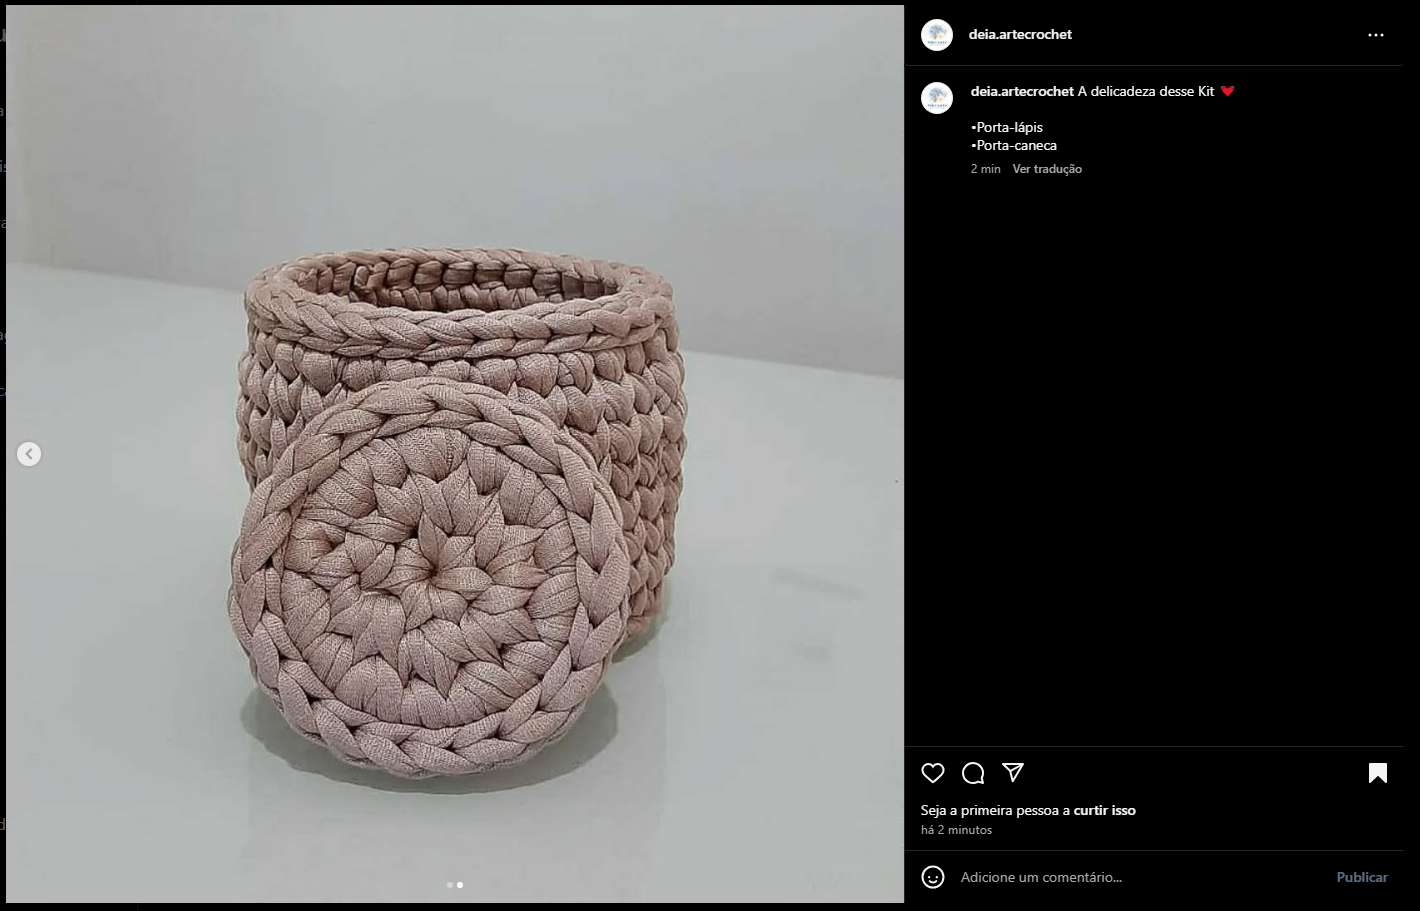 deia.artecrochet
deia.artecrochet A delicadeza desse Kit
•Porta-lápis
•Porta-caneca
2 min Ver tradução
Seja a primeira pessoa a curtir isso
há 2 minutos
Adicione um comentário... Publicar